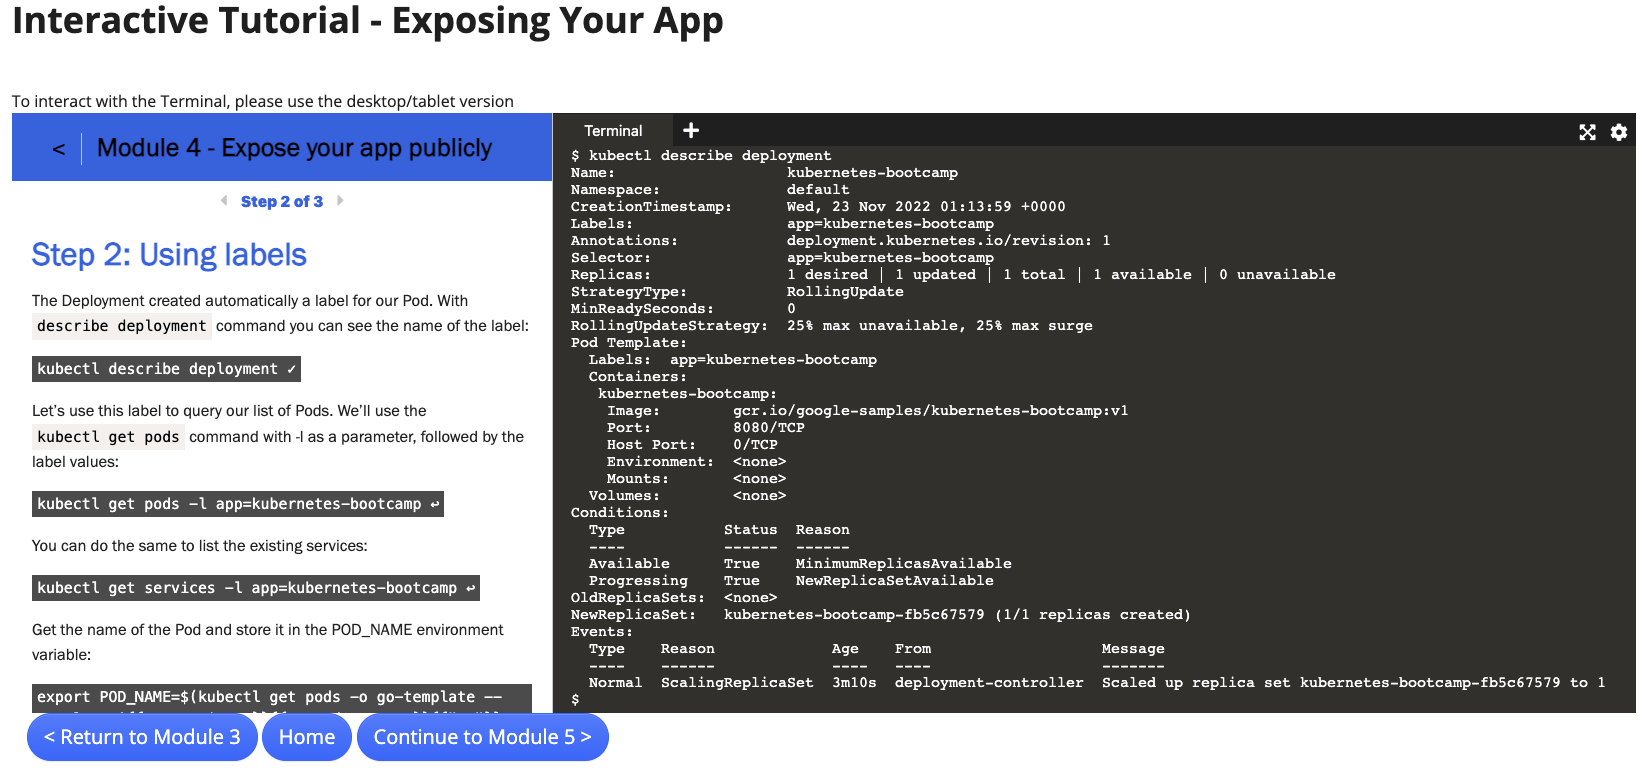 Interactive Tutorial - Exposing Your App
To interact with the Terminal, please use the desktop/tablet version
< Module 4 - Expose your app publicly
Step 2 of 3
Step 2: Using labels
The Deployment created automatically a label for our Pod. With
describe deployment command you can see the name of the label:
kubectl describe deployment ✓
Let's use this label to query our list of Pods. We'll use the
kubectl get pods command with -l as a parameter, followed by the
label values:
kubectl get pods -l app=kubernetes-bootcamp ↩
You can do the same to list the existing services:
kubectl get services -l app=kubernetes-bootcamp ↩
Get the name of the Pod and store it in the POD_NAME environment
variable:
export POD_NAME=$(kubectl get pods -o go-template --
Terminal +
$ kubectl describe deployment
Name: kubernetes-bootcamp
Namespace: default
CreationTimestamp: Wed, 23 Nov 2022 01:13:59 +0000
Labels: app=kubernetes-bootcamp
Annotations: deployment.kubernetes.io/revision: 1
Selector: app=kubernetes-bootcamp
Replicas: 1 desired | 1 updated | 1 total | 1 available | 0 unavailable
StrategyType: RollingUpdate
MinReadySeconds: 0
RollingUpdateStrategy: 25% max unavailable, 25% max surge
Pod Template:
Labels: app=kubernetes-bootcamp
Containers:
kubernetes-bootcamp:
Image: gcr.io/google-samples/kubernetes-bootcamp:v1
Port: 8080/TCP
Host Port: 0/TCP
Environment: <none>
Mounts: <none>
Volumes: <none>
Conditions:
Type Status Reason
---- ------ ------
Available True MinimumReplicasAvailable
Progressing True NewReplicaSetAvailable
OldReplicaSets: <none>
NewReplicaSet: kubernetes-bootcamp-fb5c67579 (1/1 replicas created)
Events:
Type Reason Age From Message
---- ------ ---- ---- -------
Normal ScalingReplicaSet 3m10s deployment-controller Scaled up replica set kubernetes-bootcamp-fb5c67579 to 1
$
< Return to Module 3 Home Continue to Module 5 >